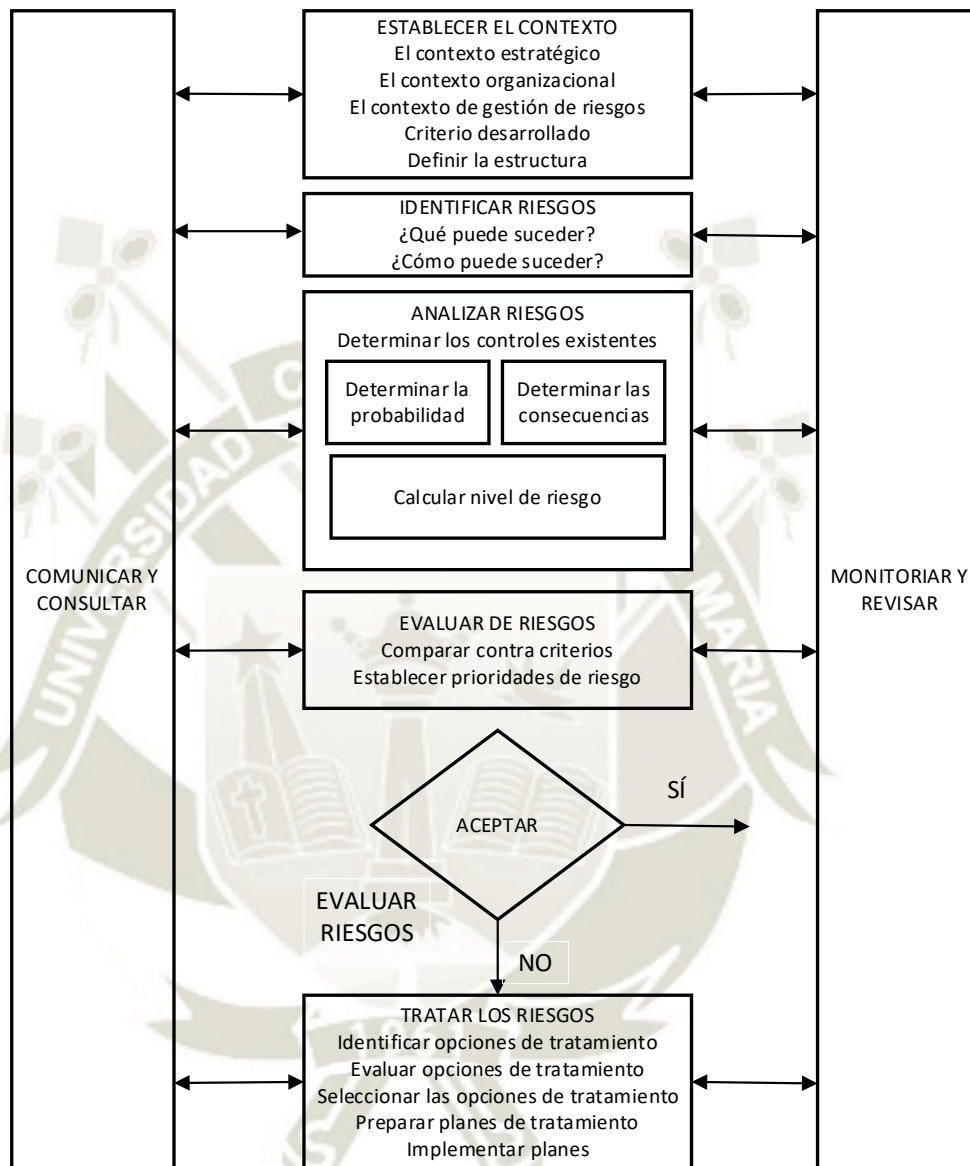 ESTABLECER EL CONTEXTO
El contexto estratégico
El contexto organizacional
El contexto de gestión de riesgos
Criterio desarrollado
Definir la estructura
IDENTIFICAR RIESGOS
¿Qué puede suceder?
¿Cómo puede suceder?
ANALIZAR RIESGOS
Determinar los controles existentes
Determinar la
probabilidad
Determinar las
consecuencias
Calcular nivel de riesgo
COMUNICAR Y
CONSULTAR
MONITORIAR Y
REVISAR
EVALUAR DE RIESGOS
Comparar contra criterios
Establecer prioridades de riesgo
ACEPTAR
SÍ
EVALUAR
RIESGOS
NO
TRATAR LOS RIESGOS
Identificar opciones de tratamiento
Evaluar opciones de tratamiento
Seleccionar las opciones de tratamiento
Preparar planes de tratamiento
Implementar planes
UNIVERSIDAD
MARIA
1961